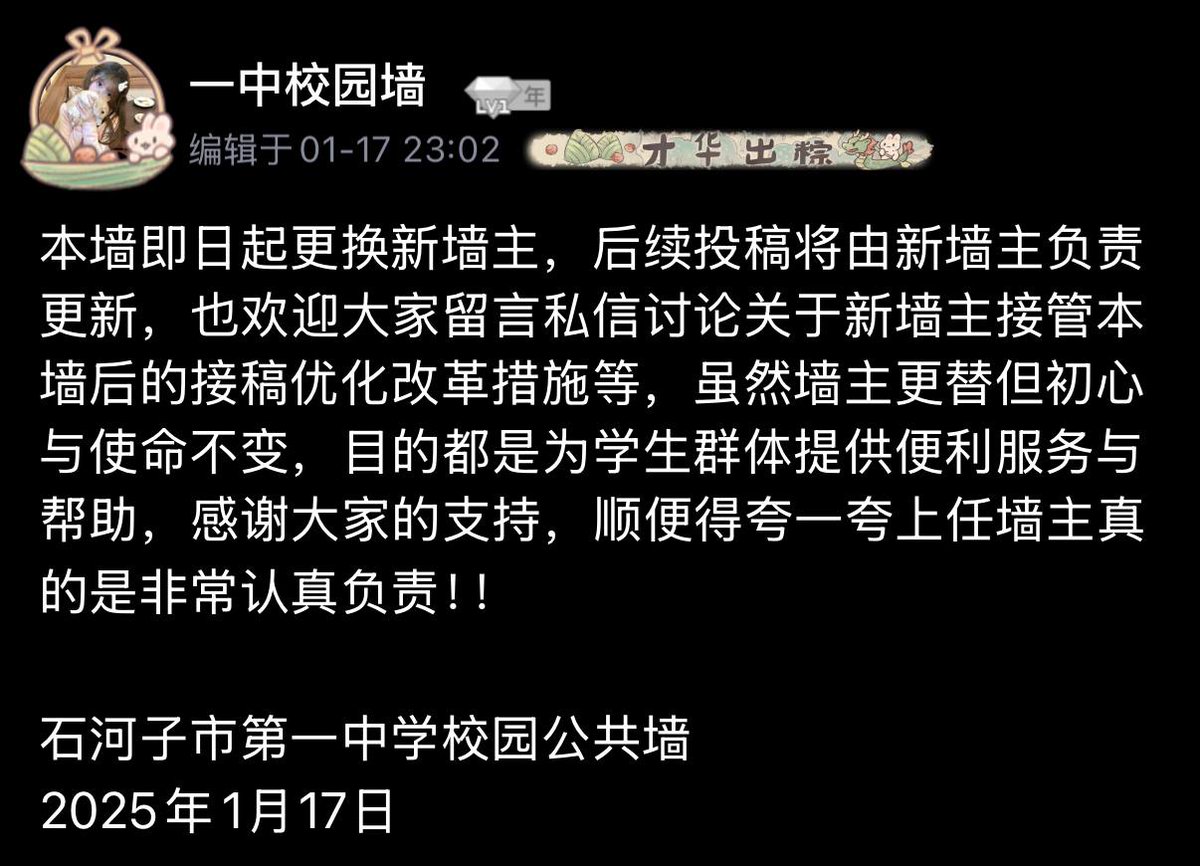 一中校园墙
LV1 年
编辑于 01-17 23:02
才华出粽
本墙即日起更换新墙主，后续投稿将由新墙主负责
更新，也欢迎大家留言私信讨论关于新墙主接管本
墙后的接稿优化改革措施等，虽然墙主更替但初心
与使命不变，目的都是为学生群体提供便利服务与
帮助，感谢大家的支持，顺便得夸一夸上任墙主真
的是非常认真负责！！
石河子市第一中学校园公共墙
2025年1月17日